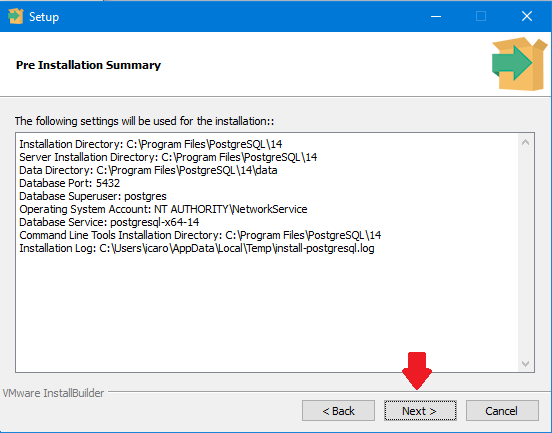 Setup
Pre Installation Summary
The following settings will be used for the installation::
Installation Directory: C:\Program Files\PostgreSQL\14
Server Installation Directory: C:\Program Files\PostgreSQL\14
Data Directory: C:\Program Files\PostgreSQL\14\data
Database Port: 5432
Database Superuser: postgres
Operating System Account: NT AUTHORITY\NetworkService
Database Service: postgresql-x64-14
Command Line Tools Installation Directory: C:\Program Files\PostgreSQL\14
Installation Log: C:\Users\icaro\AppData\Local\Temp\install-postgresql.log
VMware InstallBuilder
< Back
Next >
Cancel